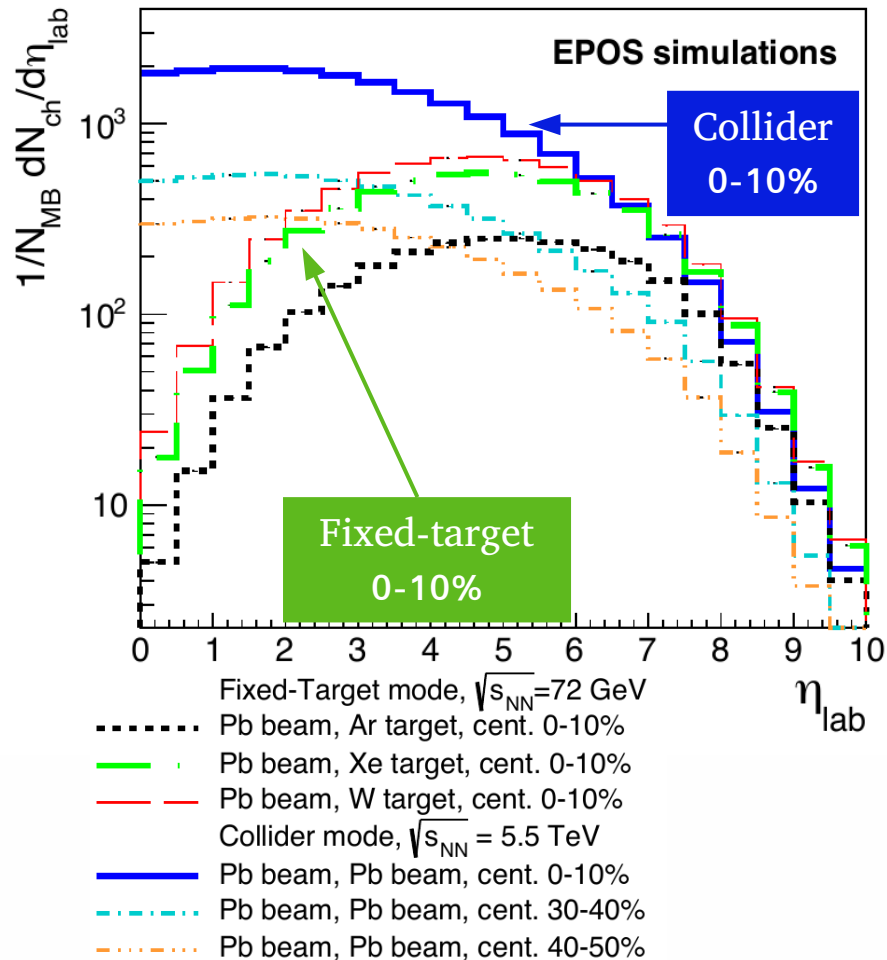 EPOS simulations
1/N_MB dN_ch/dη_lab
10³
10²
10
Collider
0-10%
Fixed-target
0-10%
0 1 2 3 4 5 6 7 8 9 10
η_lab
Fixed-Target mode, √s_NN=72 GeV
Pb beam, Ar target, cent. 0-10%
Pb beam, Xe target, cent. 0-10%
Pb beam, W target, cent. 0-10%
Collider mode, √s_NN = 5.5 TeV
Pb beam, Pb beam, cent. 0-10%
Pb beam, Pb beam, cent. 30-40%
Pb beam, Pb beam, cent. 40-50%